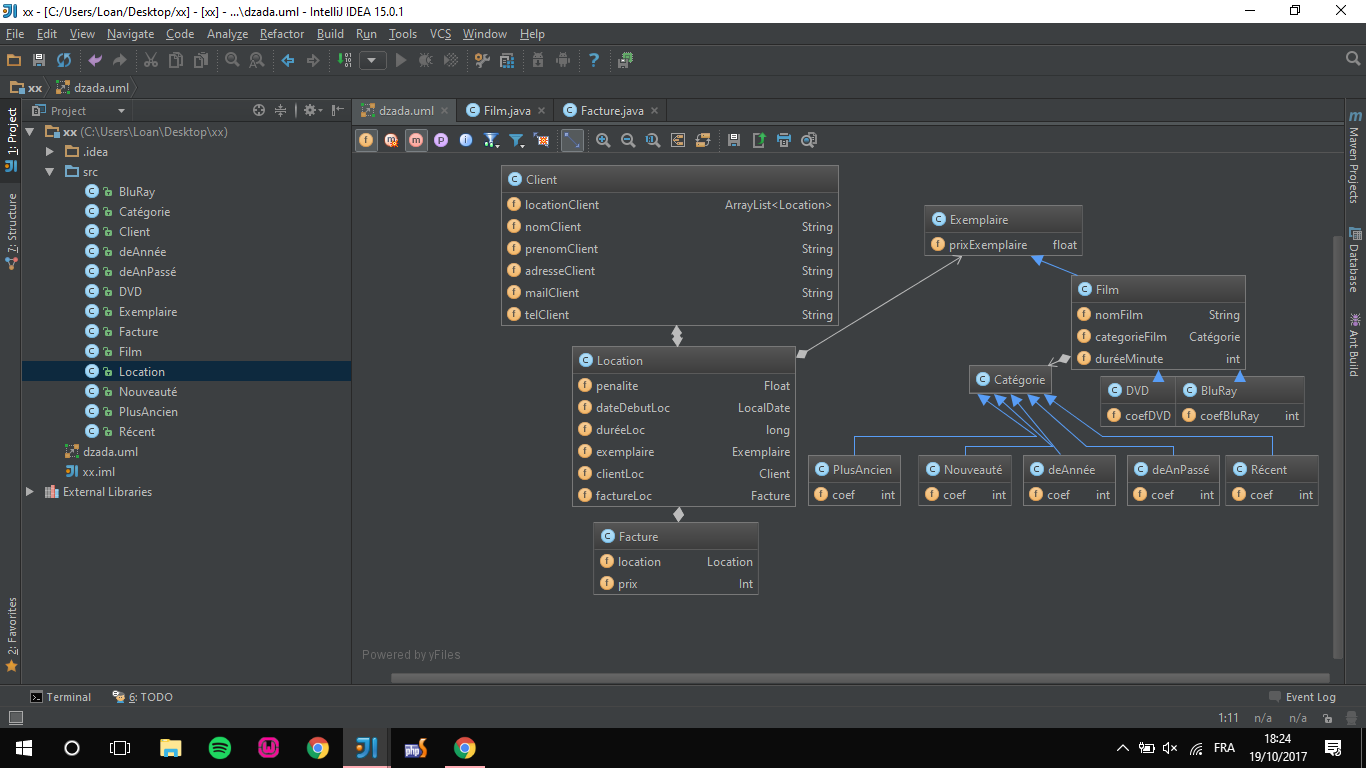 xx - [C:/Users/Loan/Desktop/xx] - [xx] - ...\dzada.uml - IntelliJ IDEA 15.0.1
File Edit View Navigate Code Analyze Refactor Build Run Tools VCS Window Help
xx dzada.uml
1: Project
7: Structure
2: Favorites
Project
xx (C:\Users\Loan\Desktop\xx)
.idea
src
BluRay
Catégorie
Client
deAnnée
deAnPassé
DVD
Exemplaire
Facture
Film
Location
Nouveauté
PlusAncien
Récent
dzada.uml
xx.iml
External Libraries
dzada.uml Film.java Facture.java
Client
locationClient ArrayList<Location>
nomClient String
prenomClient String
adresseClient String
mailClient String
telClient String
Exemplaire
prixExemplaire float
Film
nomFilm String
categorieFilm Catégorie
duréeMinute int
Location
penalite Float
dateDebutLoc LocalDate
duréeLoc long
exemplaire Exemplaire
clientLoc Client
factureLoc Facture
Catégorie
DVD
coefDVD
BluRay
coefBluRay int
PlusAncien
coef int
Nouveauté
coef int
deAnnée
coef int
deAnPassé
coef int
Récent
coef int
Facture
location Location
prix Int
Powered by yFiles
Maven Projects
Database
Ant Build
Terminal 6: TODO Event Log
1:11 n/a n/a
FRA
18:24
19/10/2017